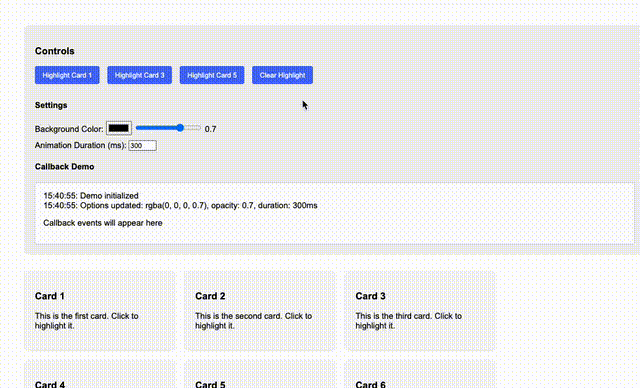 Controls
Highlight Card 1 Highlight Card 3 Highlight Card 5 Clear Highlight
Settings
Background Color: 0.7
Animation Duration (ms): 300
Callback Demo
15:40:55: Demo initialized
15:40:55: Options updated: rgba(0, 0, 0, 0.7), opacity: 0.7, duration: 300ms
Callback events will appear here
Card 1 Card 2 Card 3
This is the first card. Click to This is the second card. Click to This is the third card. Click to
highlight it. highlight it. highlight it.
Card 4 Card 5 Card 6